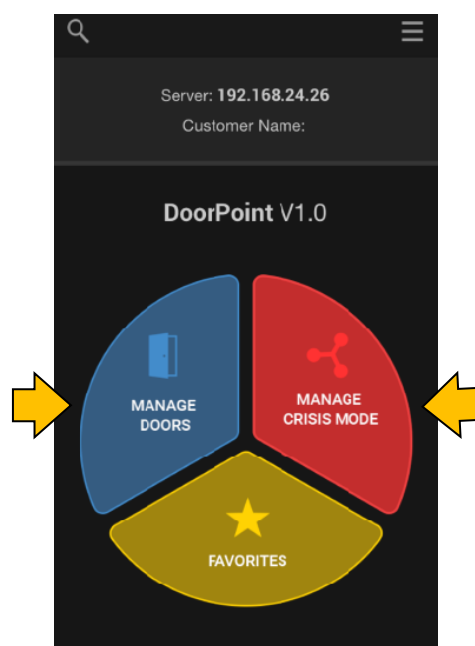 Server: 192.168.24.26
Customer Name:
DoorPoint V1.0
MANAGE
DOORS
MANAGE
CRISIS MODE
FAVORITES